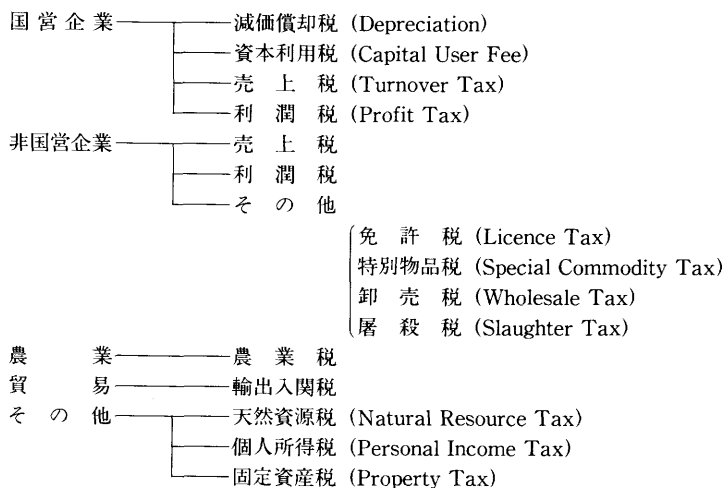 国営企業 減価償却税 (Depreciation)
資本利用税 (Capital User Fee)
売上税 (Turnover Tax)
利潤税 (Profit Tax)
非国営企業 売上税
利潤税
その他
免許税 (Licence Tax)
特別物品税 (Special Commodity Tax)
卸売税 (Wholesale Tax)
屠殺税 (Slaughter Tax)
農業 農業税
貿易 輸出入関税
その他 天然資源税 (Natural Resource Tax)
個人所得税 (Personal Income Tax)
固定資産税 (Property Tax)